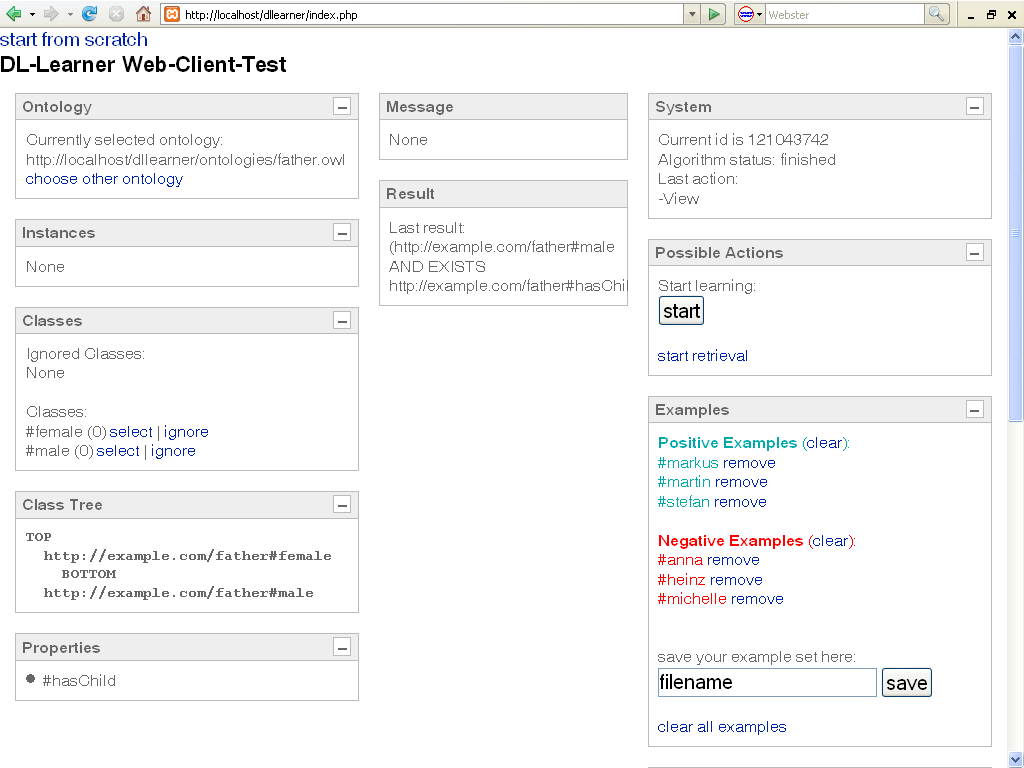 http://localhost/dllearner/index.php
Webster
start from scratch
DL-Learner Web-Client-Test
Ontology
Currently selected ontology:
http://localhost/dllearner/ontologies/father.owl
choose other ontology
Instances
None
Classes
Ignored Classes:
None
Classes:
#female (0) select | ignore
#male (0) select | ignore
Class Tree
TOP
http://example.com/father#female
BOTTOM
http://example.com/father#male
Properties
#hasChild
Message
None
Result
Last result:
(http://example.com/father#male
AND EXISTS
http://example.com/father#hasChil
System
Current id is 121043742
Algorithm status: finished
Last action:
-View
Possible Actions
Start learning:
start
start retrieval
Examples
Positive Examples (clear):
#markus remove
#martin remove
#stefan remove
Negative Examples (clear):
#anna remove
#heinz remove
#michelle remove
save your example set here:
filename save
clear all examples